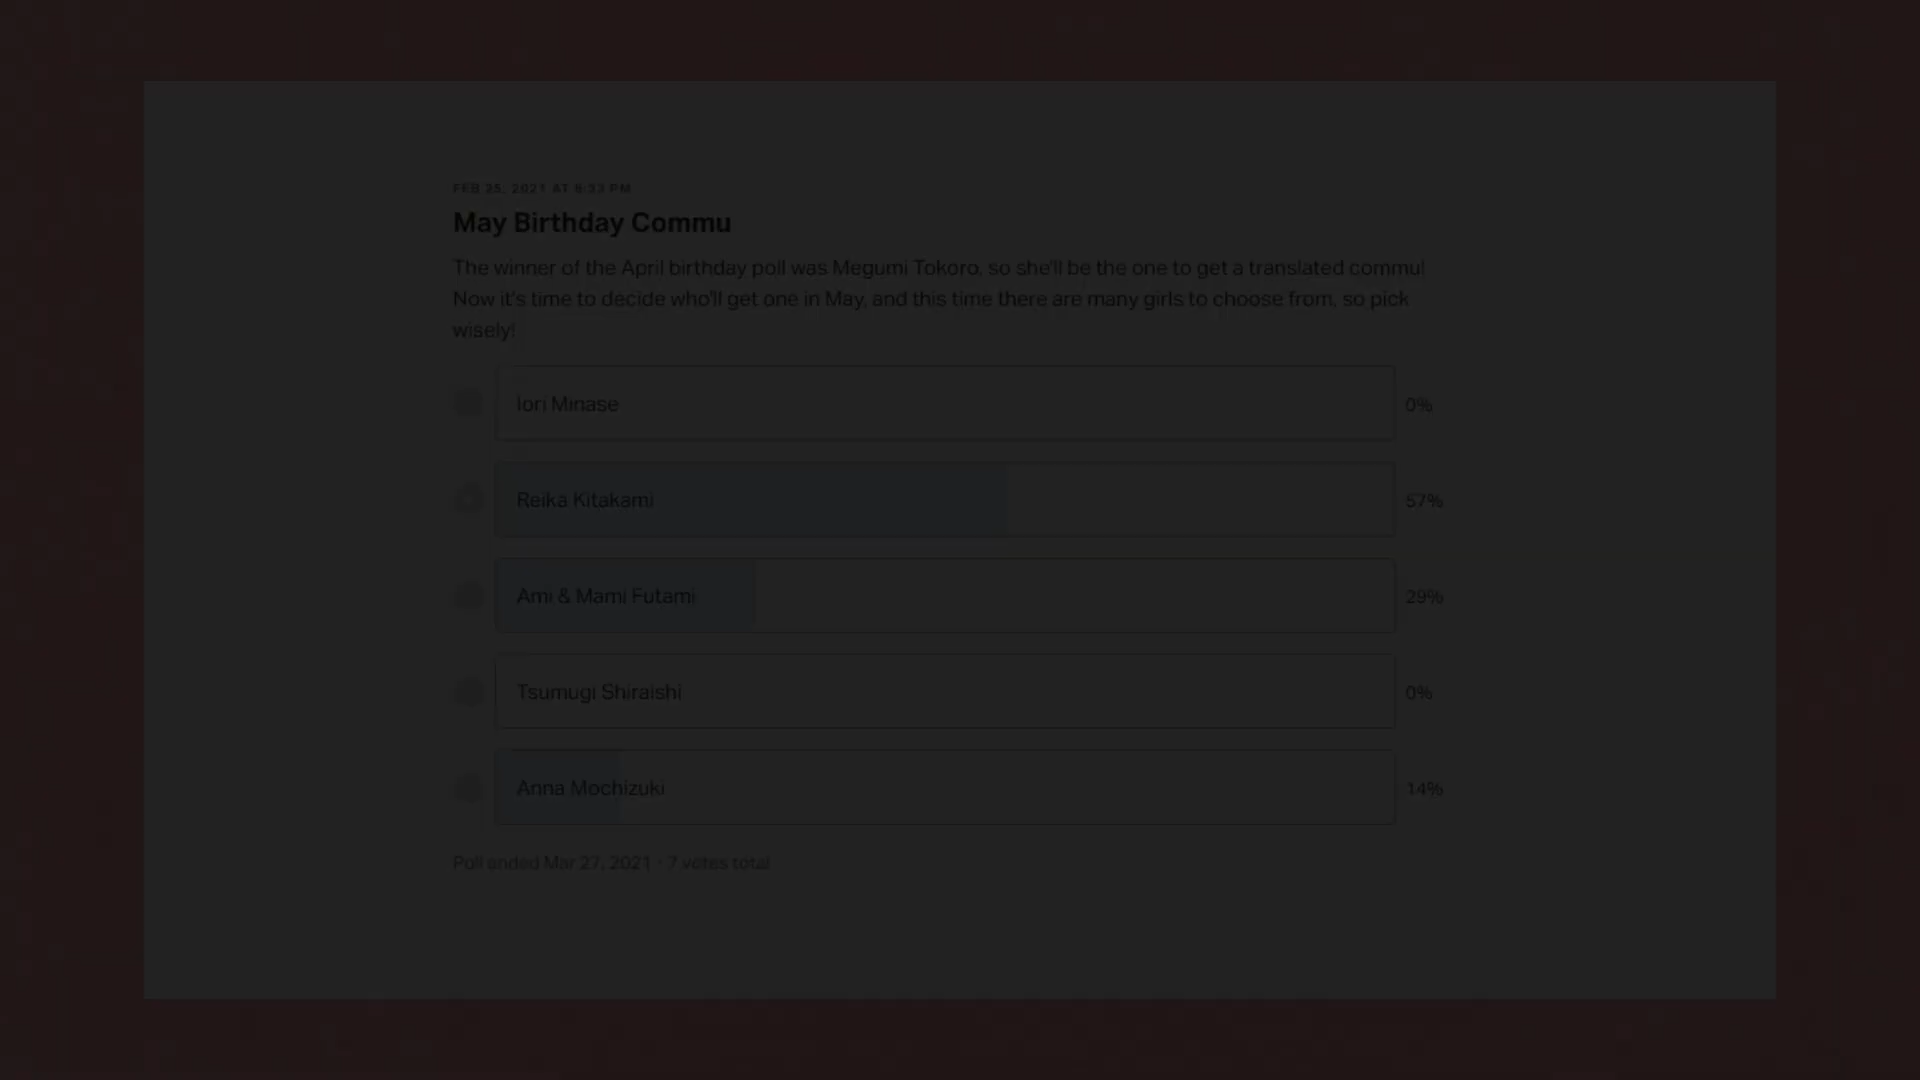 FEB 25, 2021 AT 6:33 PM
May Birthday Commu
The winner of the April birthday poll was Megumi Tokoro, so she'll be the one to get a translated commu!
Now it's time to decide who'll get one in May, and this time there are many girls to choose from, so pick
wisely!
Iori Minase 0%
Reika Kitakami 57%
Ami & Mami Futami 29%
Tsumugi Shiraishi 0%
Anna Mochizuki 14%
Poll ended Mar 27, 2021 · 7 votes total